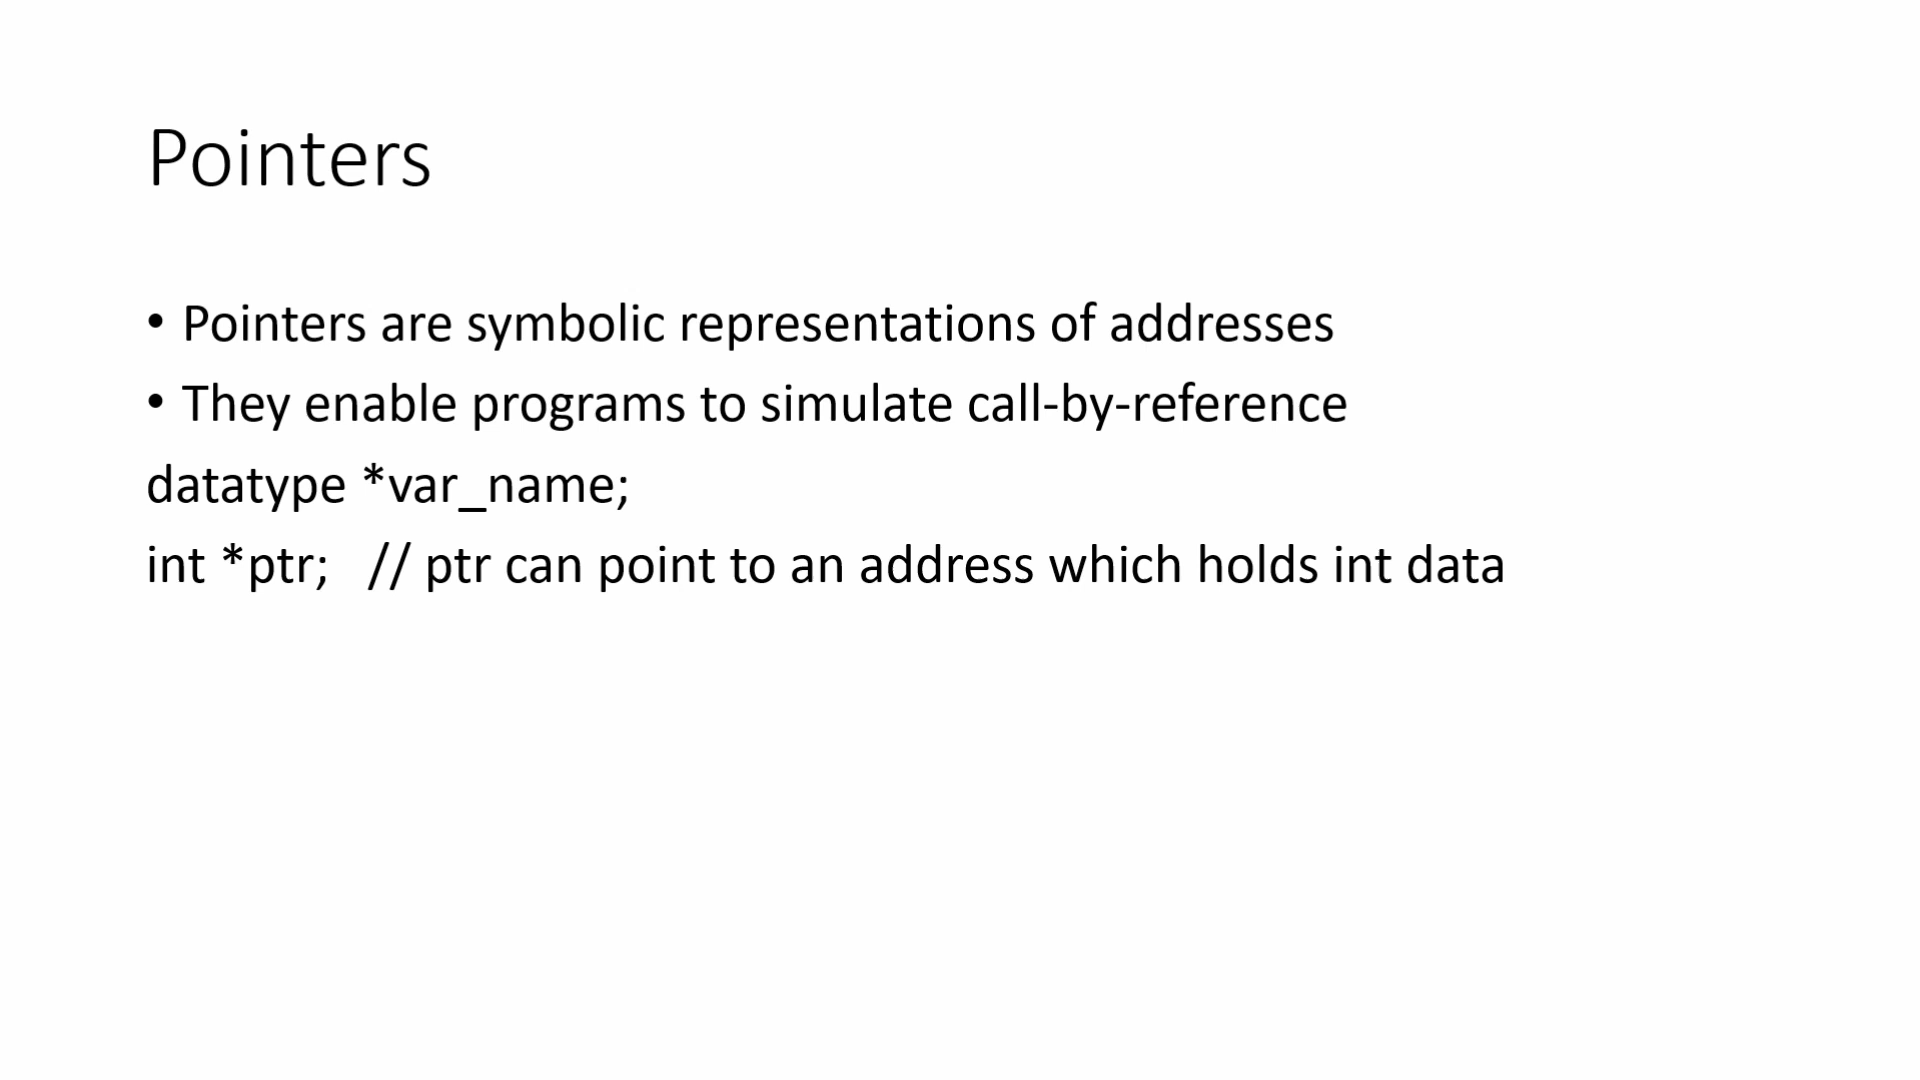 Pointers
• Pointers are symbolic representations of addresses
• They enable programs to simulate call-by-reference
datatype *var_name;
int *ptr;   // ptr can point to an address which holds int data